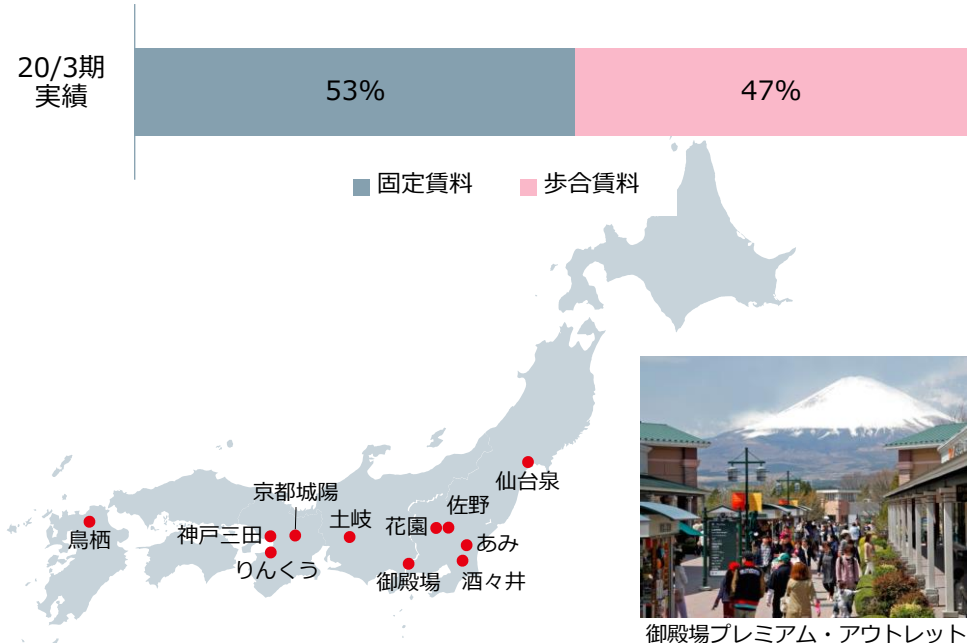 20/3期
実績
53%
47%
固定賃料
歩合賃料
仙台泉
京都城陽
佐野
土岐
花園
神戸三田
鳥栖
あみ
りんくう
御殿場
酒々井
御殿場プレミアム・アウトレット